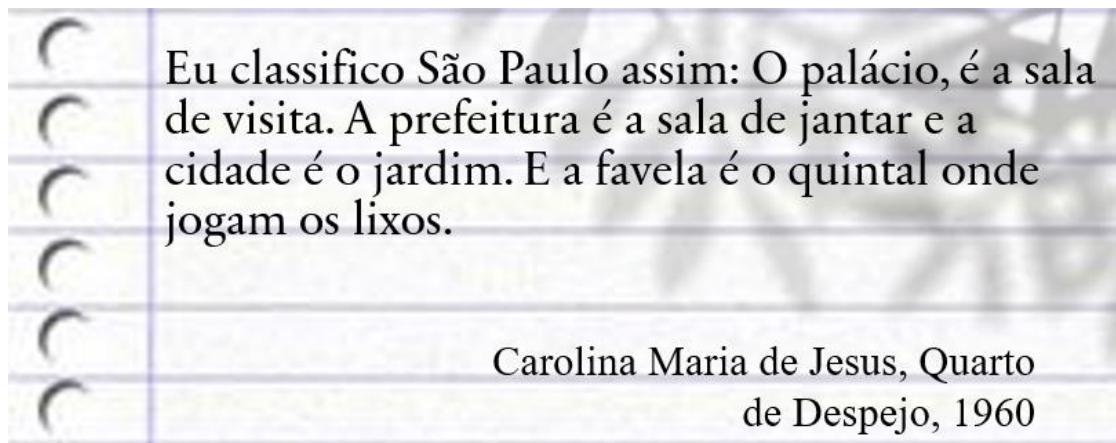 Eu classifico São Paulo assim: O palácio, é a sala
de visita. A prefeitura é a sala de jantar e a
cidade é o jardim. E a favela é o quintal onde
jogam os lixos.
Carolina Maria de Jesus, Quarto
de Despejo, 1960